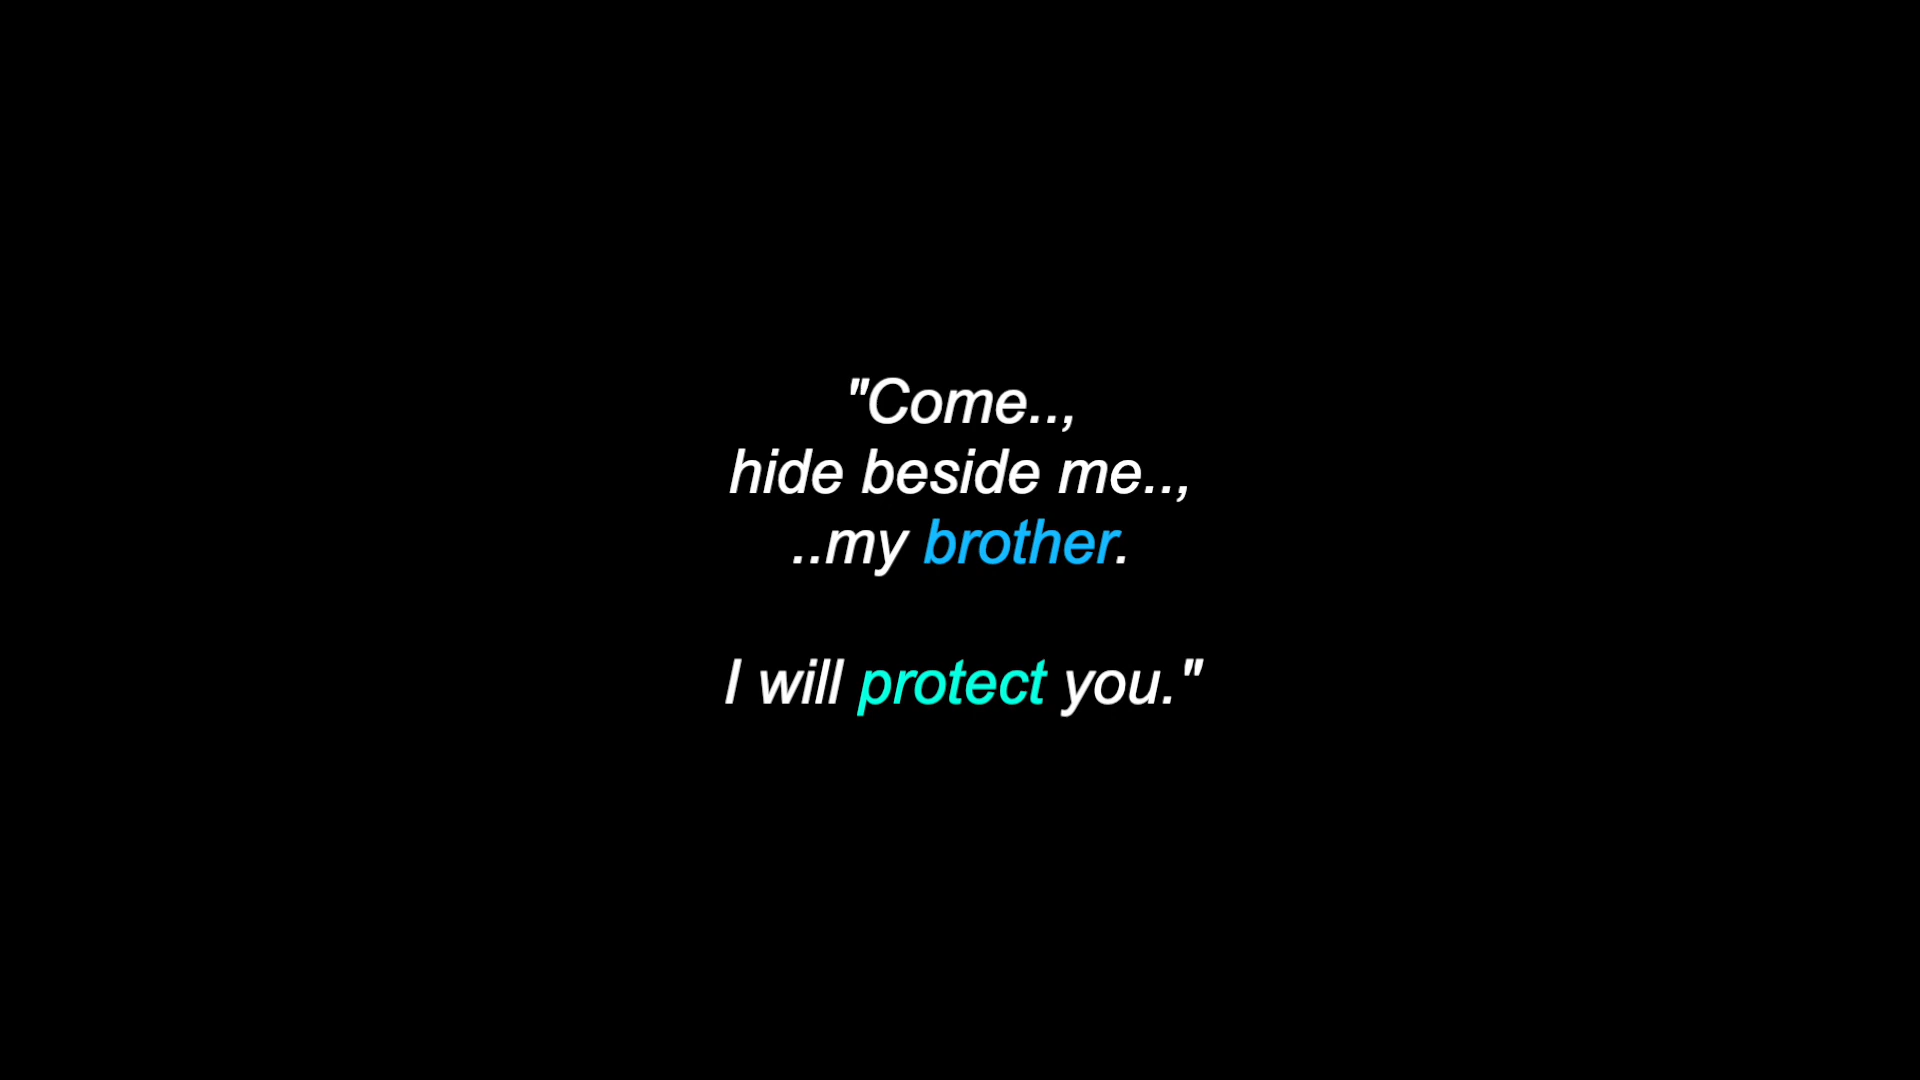 "Come..,
hide beside me..,
..my brother.
I will protect you."